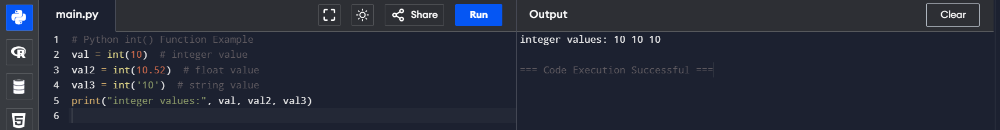 main.py
Share
Run
Output
Clear
1 # Python int() Function Example
2 val = int(10)  # integer value
3 val2 = int(10.52)  # float value
4 val3 = int('10')  # string value
5 print("integer values:", val, val2, val3)
6
integer values: 10 10 10
=== Code Execution Successful ===